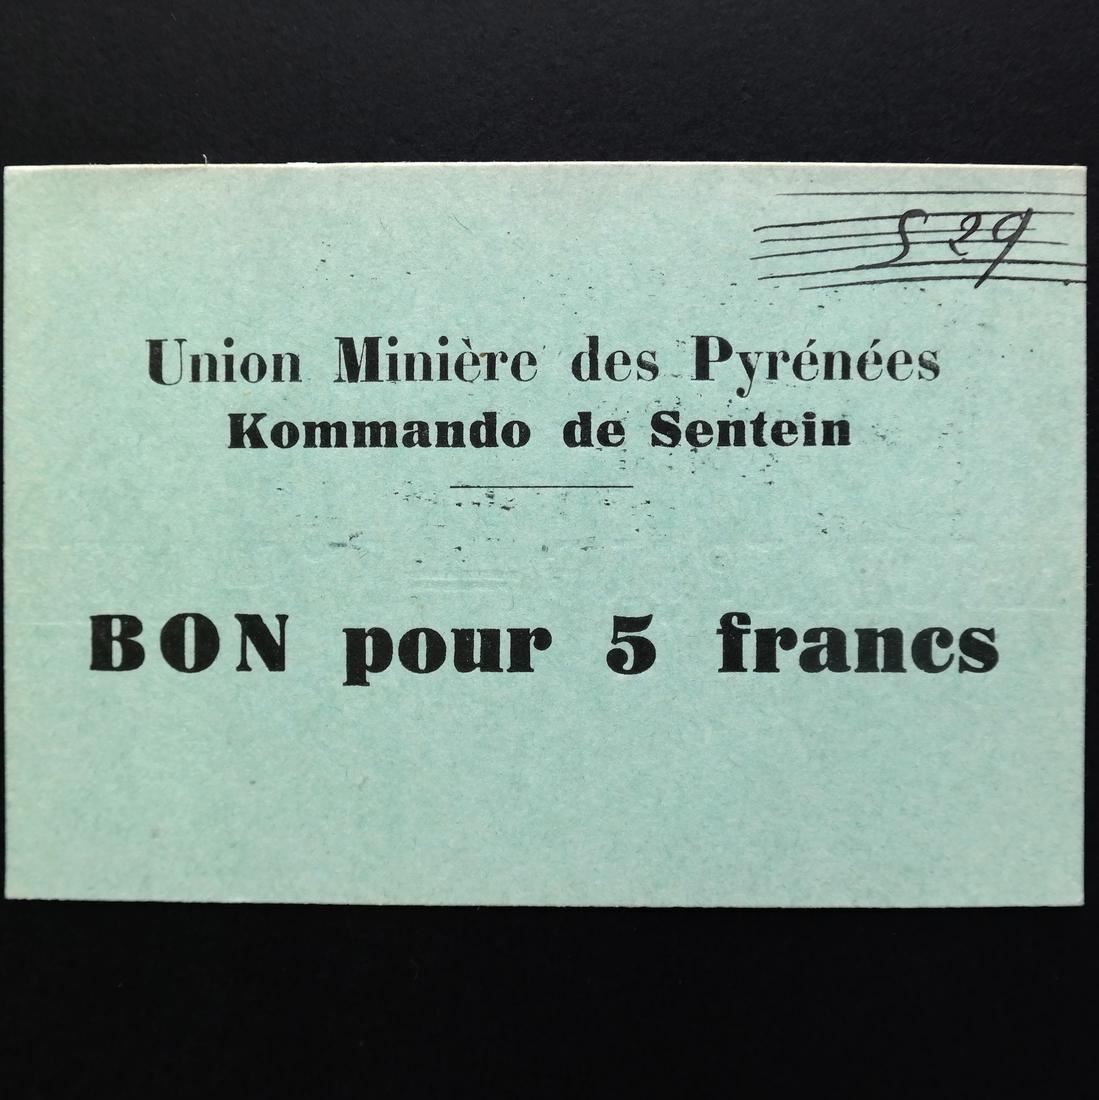 529
Union Minière des Pyrénées
Kommando de Sentein
BON pour 5 francs